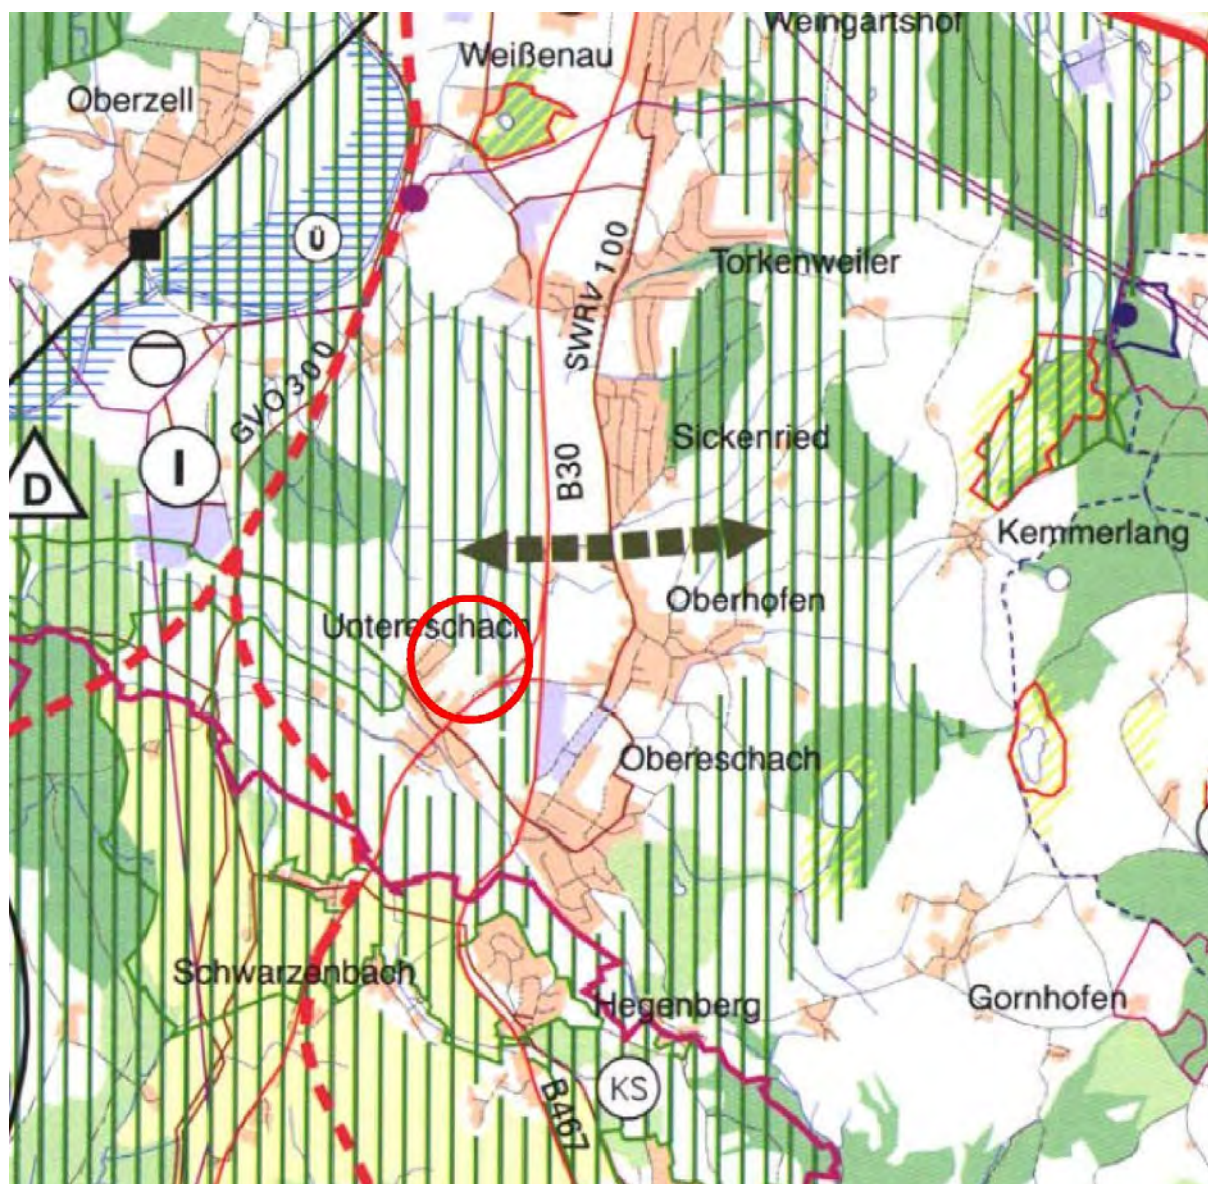 Weingartshof
Weißenau
Oberzell
Ü
Torkenweiler
SWRV 100
GVO 300
Sickenried
D
I
B30
Kemmerlang
Oberhofen
Untereschach
Obereschach
Schwarzenbach
Hegenberg
Gornhofen
KS
B467